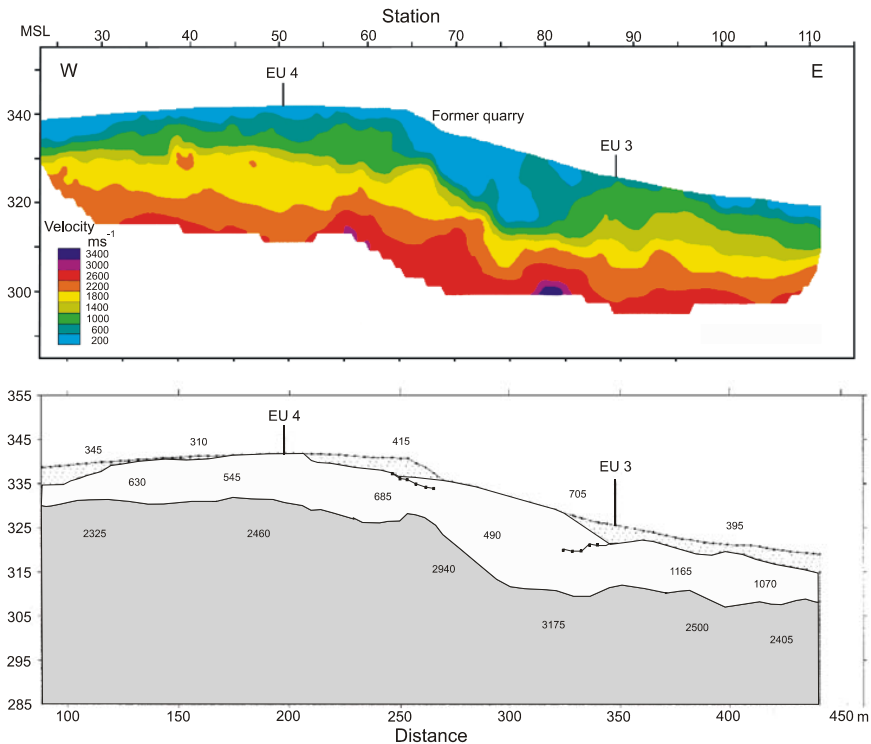 Station
MSL 30 40 50 60 70 80 90 100 110
W E
EU 4
340
Former quarry
EU 3
320
Velocity
ms-1
3400
3000
2600
300
2200
1800
1400
1000
600
200
355
EU 4
345
345 310 415
EU 3
335
630 545 685 705
325
395
2325 2460 490
315
2940 1165 1070
305
3175 2500 2405
295
285
100 150 200 250 300 350 400 450 m
Distance